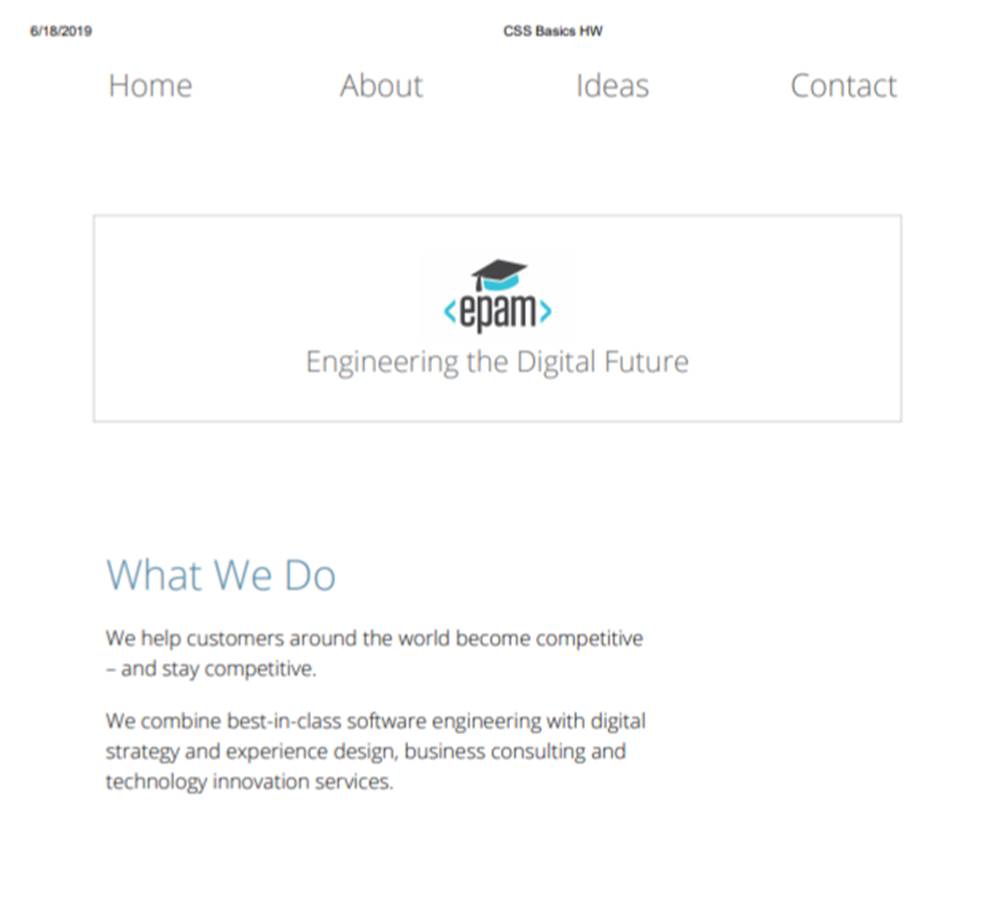 6/18/2019 CSS Basics HW
Home About Ideas Contact
<epam>
Engineering the Digital Future
What We Do
We help customers around the world become competitive
– and stay competitive.
We combine best-in-class software engineering with digital
strategy and experience design, business consulting and
technology innovation services.